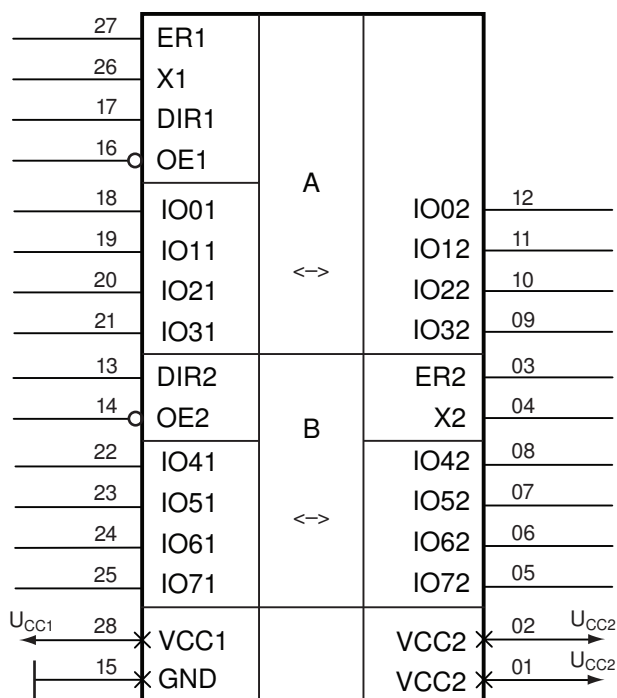 27 ER1
26 X1
17 DIR1
16 OE1
A
18 IO01 IO02 12
19 IO11 IO12 11
<–>
20 IO21 IO22 10
21 IO31 IO32 09
13 DIR2 ER2 03
14 OE2 X2 04
B
22 IO41 IO42 08
23 IO51 IO52 07
<–>
24 IO61 IO62 06
25 IO71 IO72 05
UCC1 28 VCC1 VCC2 02 UCC2
15 GND VCC2 01 UCC2